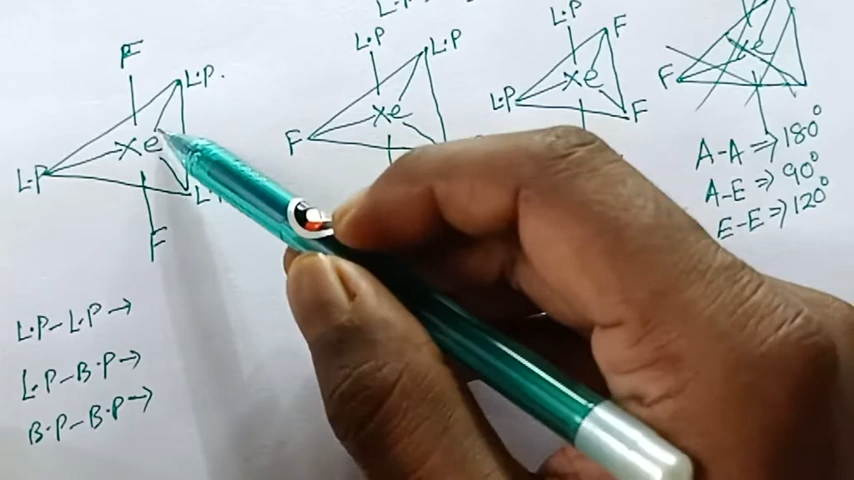 F
L.P.
Xe
L.P
F
L.P
L.P
Xe
F
L.P
F
Xe
L.P
F
F
Xe
A-A ⇒ 180°
A-E ⇒ 90°
E-E ⇒ 120°
L.P-L.P →
L.P-B.P →
B.P-B.P →